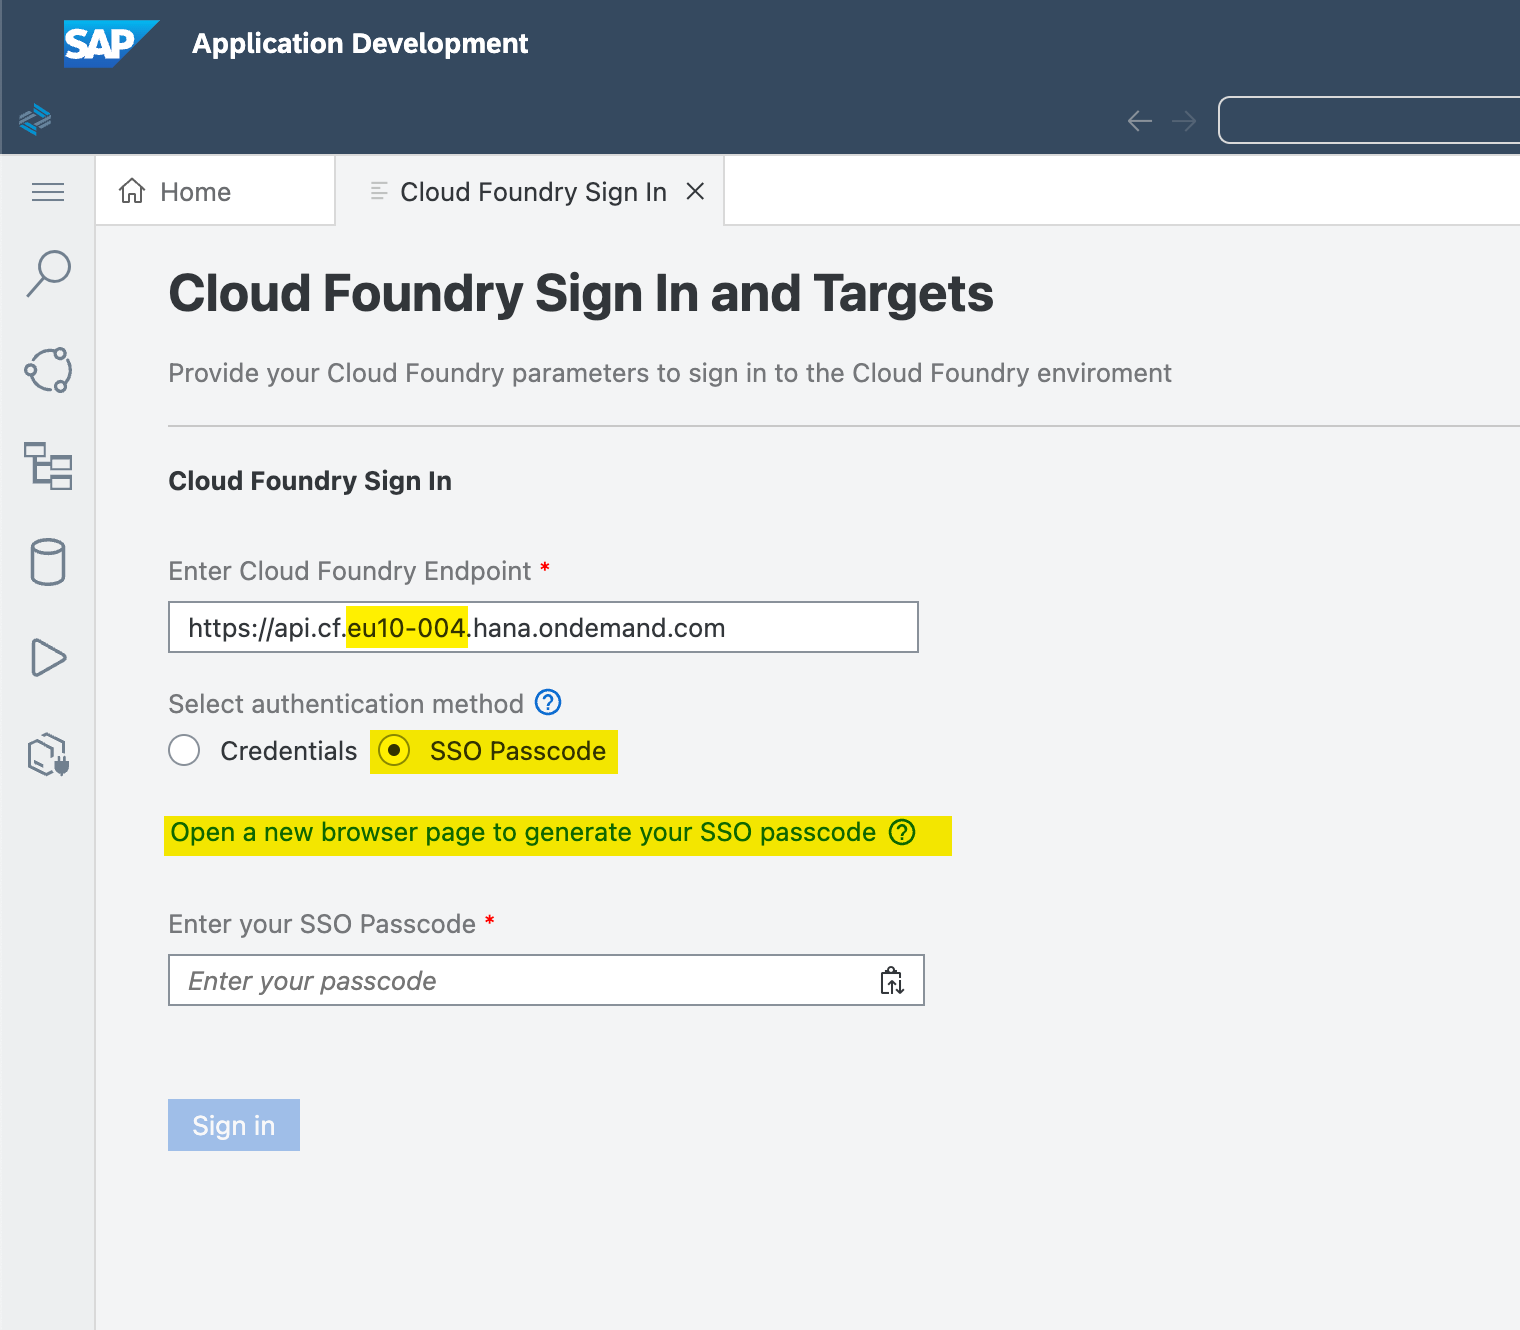 SAP Application Development
Home
Cloud Foundry Sign In
Cloud Foundry Sign In and Targets
Provide your Cloud Foundry parameters to sign in to the Cloud Foundry enviroment
Cloud Foundry Sign In
Enter Cloud Foundry Endpoint *
https://api.cf.eu10-004.hana.ondemand.com
Select authentication method ?
Credentials SSO Passcode
Open a new browser page to generate your SSO passcode ?
Enter your SSO Passcode *
Enter your passcode
Sign in